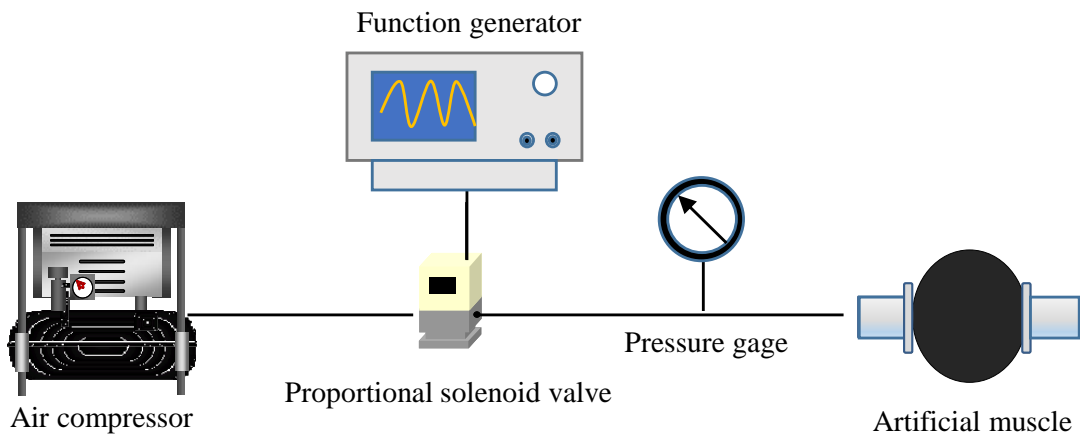 Function generator
Pressure gage
Proportional solenoid valve
Air compressor
Artificial muscle